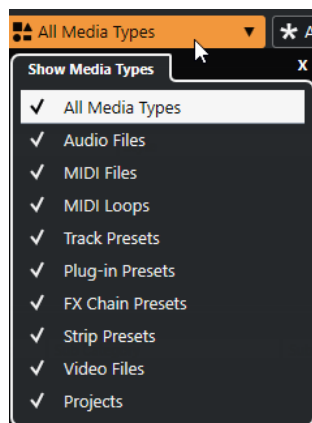 All Media Types
Show Media Types X
All Media Types
Audio Files
MIDI Files
MIDI Loops
Track Presets
Plug-in Presets
FX Chain Presets
Strip Presets
Video Files
Projects